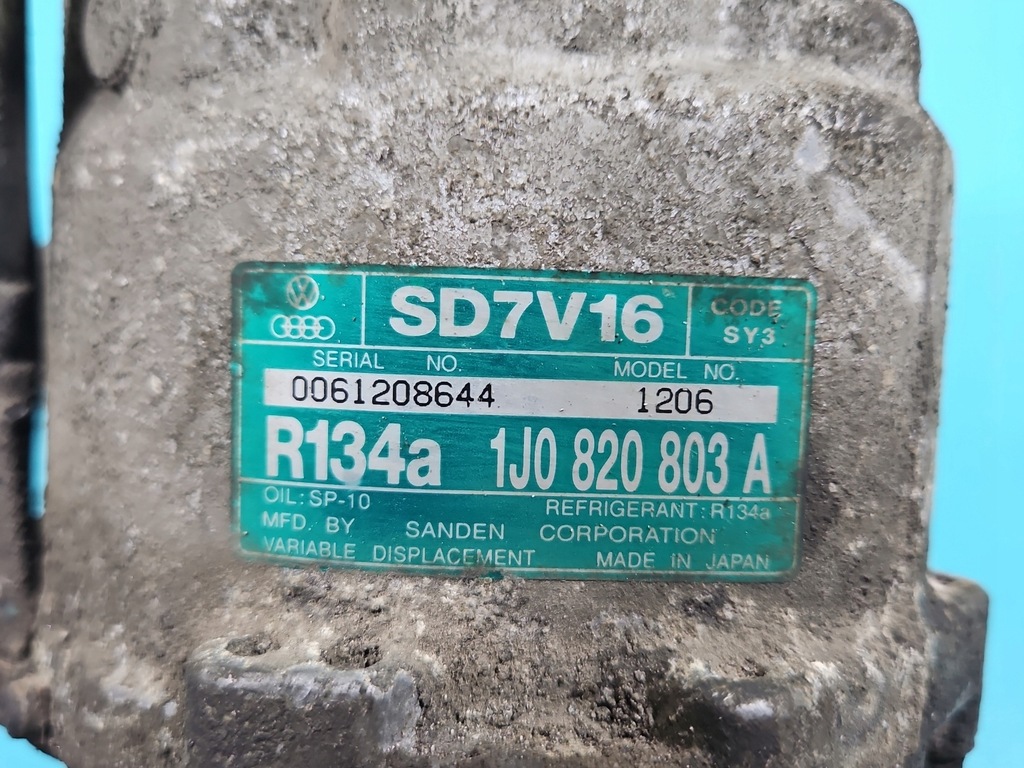 SD7V16
CODE
SY3
SERIAL NO. MODEL NO.
0061208644 1206
R134a 1J0 820 803 A
OIL: SP-10 REFRIGERANT: R134a
MFD. BY SANDEN CORPORATION
VARIABLE DISPLACEMENT MADE IN JAPAN